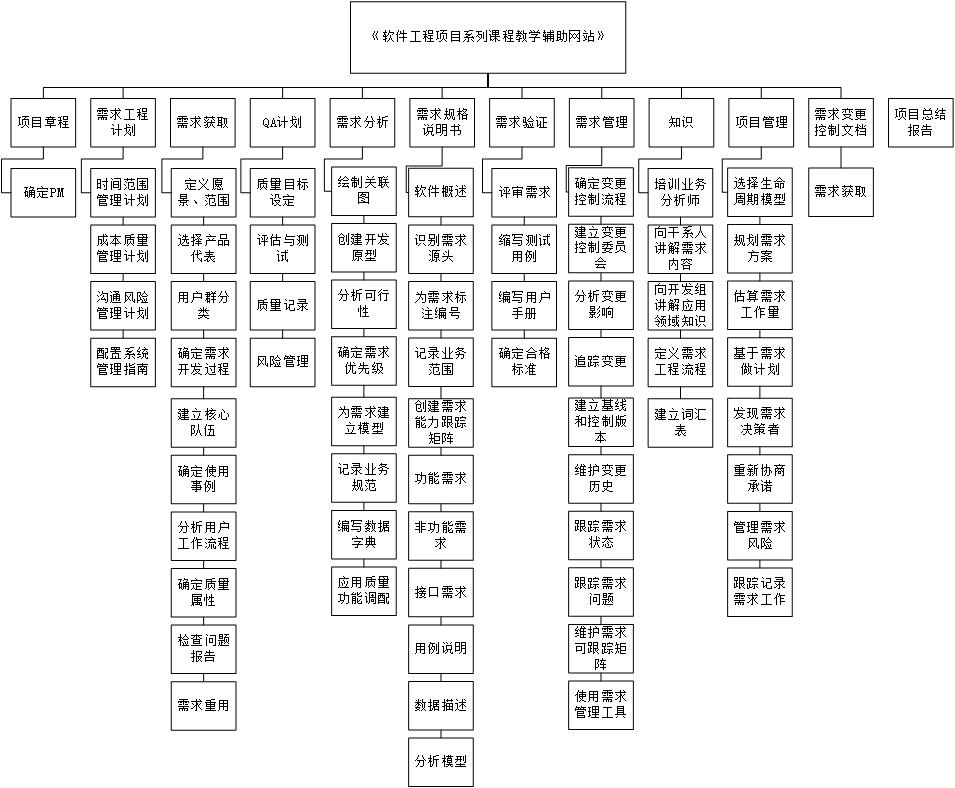 《软件工程项目系列课程教学辅助网站》
项目章程
需求工程
计划
需求获取
QA计划
需求分析
需求规格
说明书
需求验证
需求管理
知识
项目管理
需求变更
控制文档
项目总结
报告
确定PM
时间范围
管理计划
成本质量
管理计划
沟通风险
管理计划
配置系统
管理指南
定义愿
景、范围
选择产品
代表
用户群分
类
确定需求
开发过程
建立核心
队伍
确定使用
事例
分析用户
工作流程
确定质量
属性
检查问题
报告
需求重用
质量目标
设定
评估与测
试
质量记录
风险管理
绘制关联
图
创建开发
原型
分析可行
性
确定需求
优先级
为需求建
立模型
记录业务
规范
编写数据
字典
应用质量
功能调配
软件概述
识别需求
源头
为需求标
注编号
记录业务
范围
创建需求
能力跟踪
矩阵
功能需求
非功能需
求
接口需求
用例说明
数据描述
分析模型
评审需求
缩写测试
用例
编写用户
手册
确定合格
标准
确定变更
控制流程
建立变更
控制委员
会
分析变更
影响
追踪变更
建立基线
和控制版
本
维护变更
历史
跟踪需求
状态
跟踪需求
问题
维护需求
可跟踪矩
阵
使用需求
管理工具
培训业务
分析师
向干系人
讲解需求
内容
向开发组
讲解应用
领域知识
定义需求
工程流程
建立词汇
表
选择生命
周期模型
规划需求
方案
估算需求
工作量
基于需求
做计划
发现需求
决策者
重新协商
承诺
管理需求
风险
跟踪记录
需求工作
需求获取